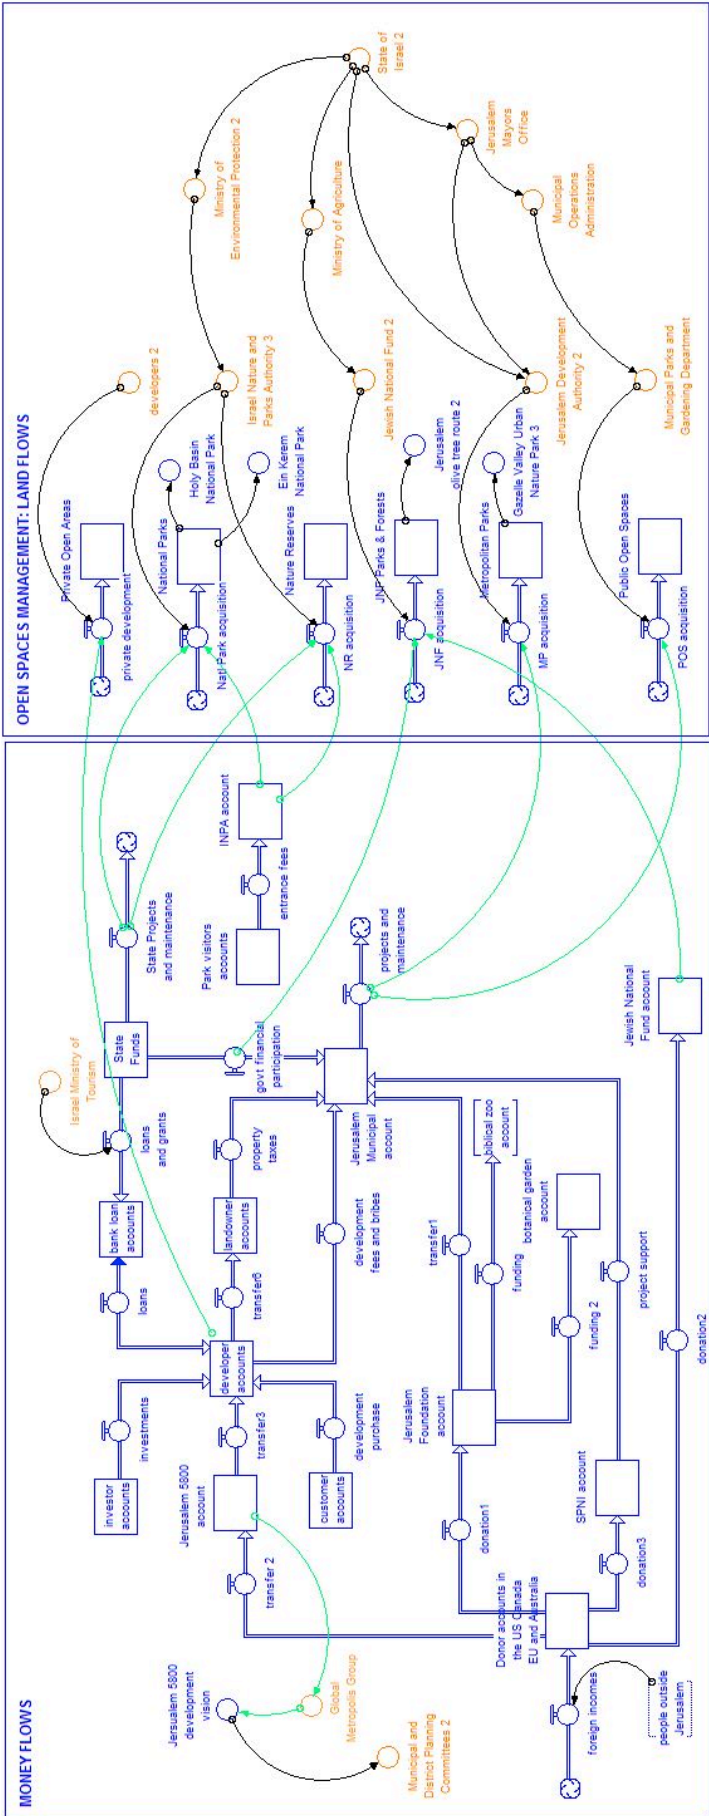 MONEY FLOWS
Jersualem 5800
development
vision
Global
Metropolis Group
Municipal and
District Planning
Committees 2
investor
accounts
investments
Jerusalem 5800
account
transfer 2
transfer3
customer
accounts
development
purchase
developer
accounts
loans
bank loan
accounts
loans
and grants
Israel Ministry of
Tourism
State
Funds
State Projects
and maintenance
transfer6
landowner
accounts
property
taxes
govt financial
participation
development
fees and bribes
Jerusalem
Municipal
account
projects and
maintenance
Park visitors
accounts
entrance fees
INPA account
foreign incomes
people outside
Jerusalem
Donor accounts in
the US Canada
EU and Australia
donation1
Jerusalem
Foundation
account
transfer1
funding
biblical zoo
account
funding 2
botanical garden
account
donation3
SPNI account
project support
donation2
Jewish National
Fund account
OPEN SPACES MANAGEMENT: LAND FLOWS
Private Open Areas
private development
developers 2
National Parks
Natl Park acquisition
Holy Basin
National Park
Ein Kerem
National Park
Israel Nature and
Parks Authority 3
Ministry of
Environmental Protection 2
Nature Reserves
NR acquisition
Ministry of Agriculture
Jewish National Fund 2
JNF Parks & Forests
JNF acquisition
Jerusalem
olive tree route 2
State of
Israel 2
Metropolitan Parks
MP acquisition
Gazelle Valley Urban
Nature Park 3
Jerusalem Development
Authority 2
Jerusalem
Mayors
Office
Municipal
Operations
Administration
Public Open Spaces
POS acquisition
Municipal Parks and
Gardening Department